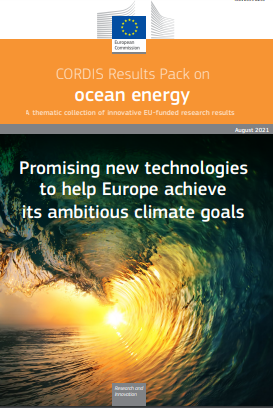 European
Commission
CORDIS Results Pack on
ocean energy
A thematic collection of innovative EU-funded research results
August 2021
Promising new technologies
to help Europe achieve
its ambitious climate goals
Research and
Innovation